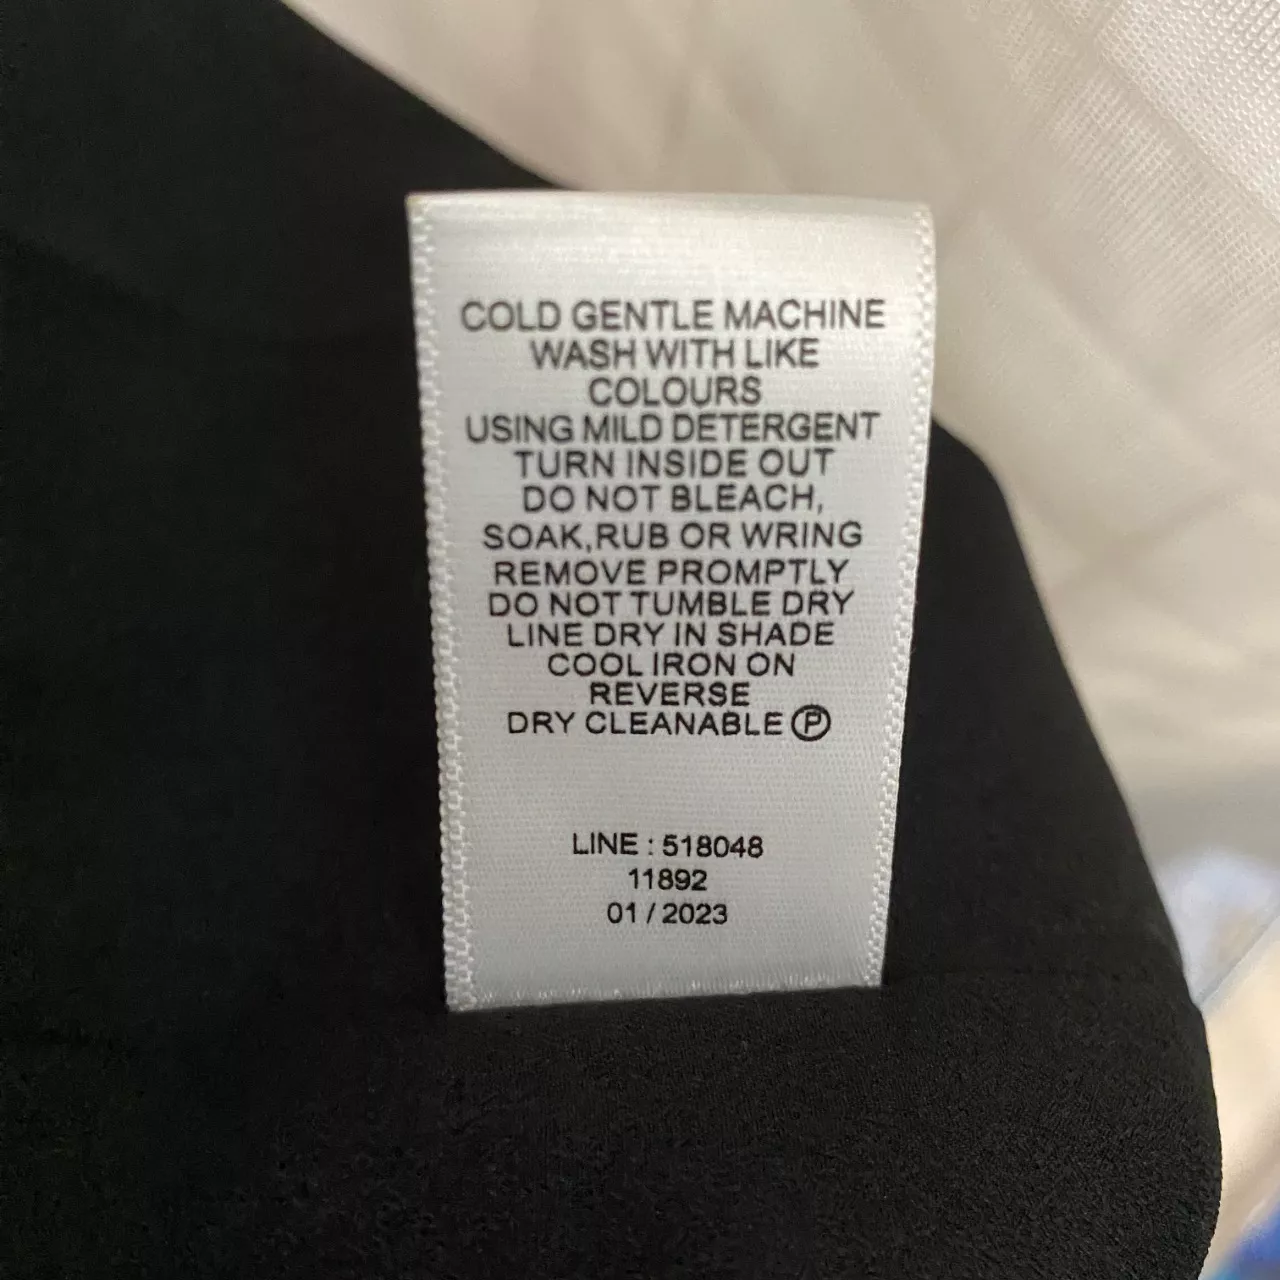 COLD GENTLE MACHINE
WASH WITH LIKE
COLOURS
USING MILD DETERGENT
TURN INSIDE OUT
DO NOT BLEACH,
SOAK,RUB OR WRING
REMOVE PROMPTLY
DO NOT TUMBLE DRY
LINE DRY IN SHADE
COOL IRON ON
REVERSE
DRY CLEANABLE Ⓟ
LINE : 518048
11892
01 / 2023